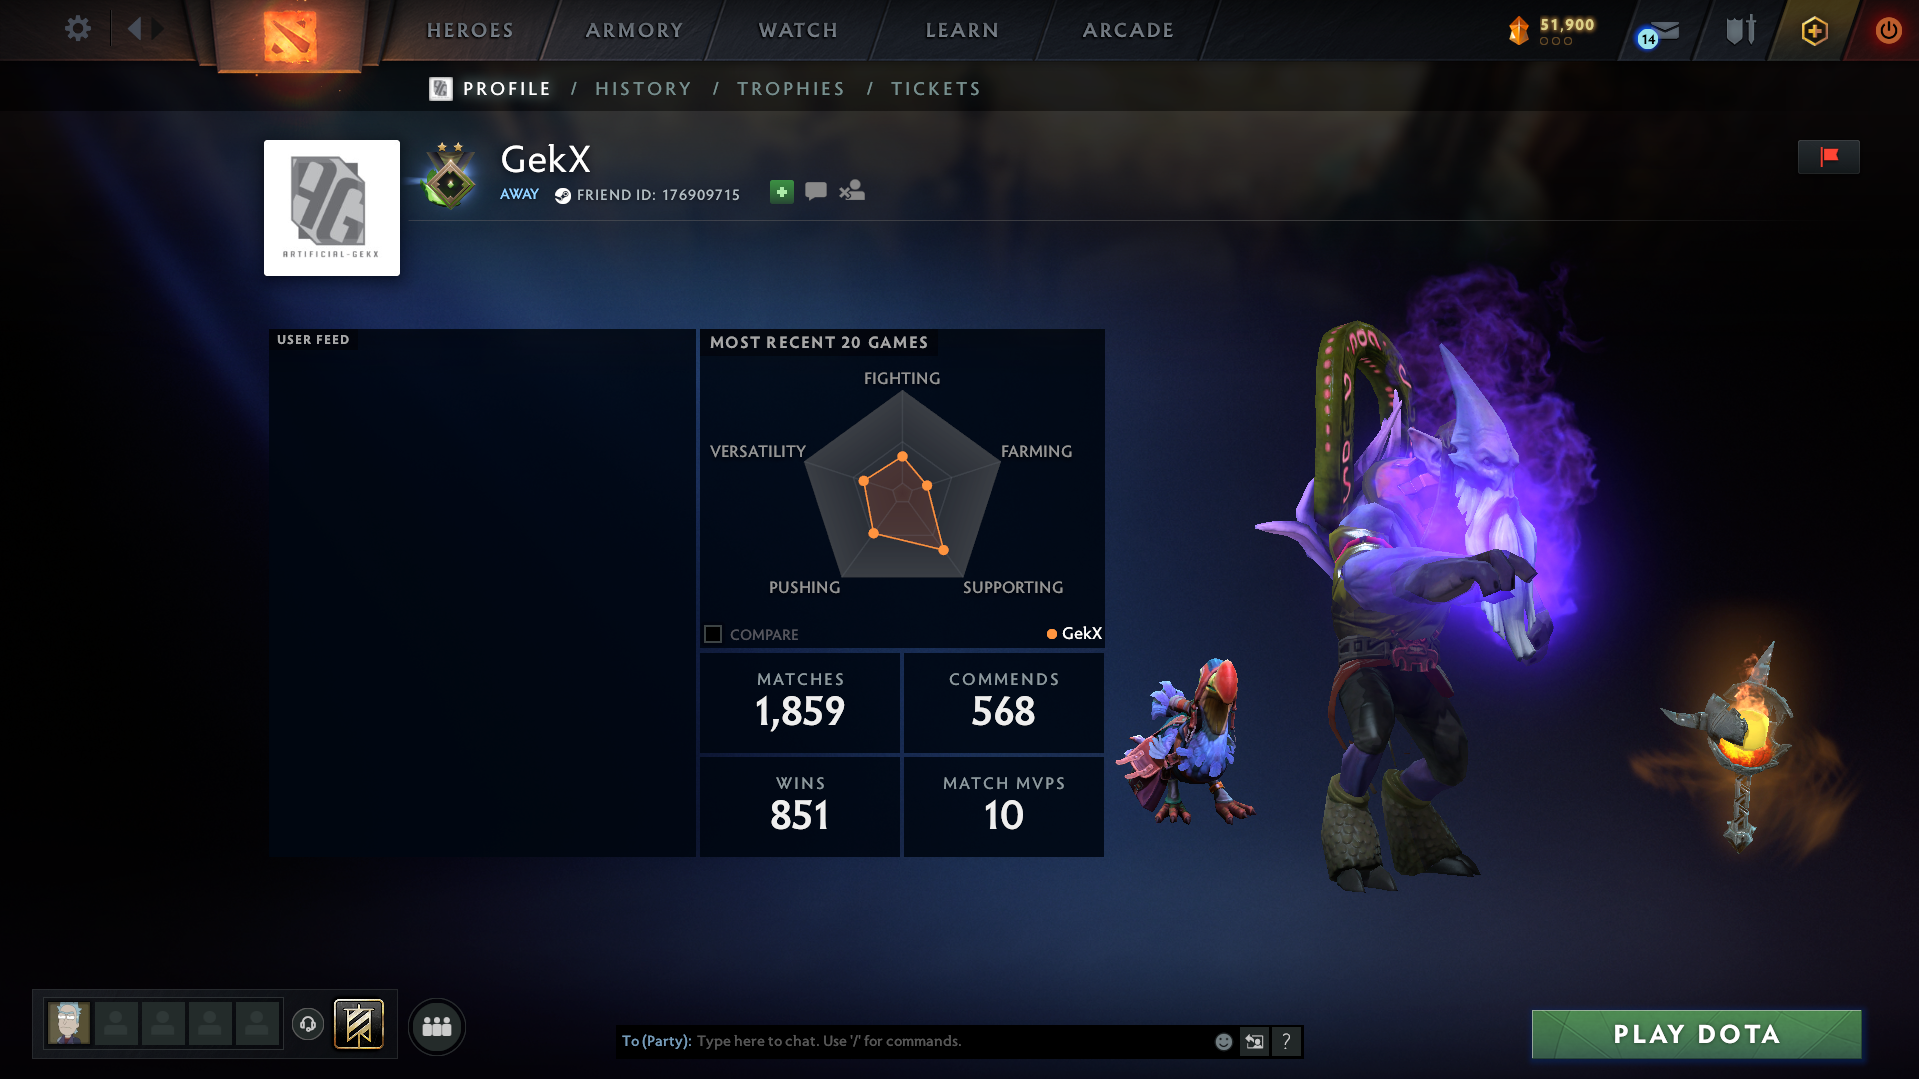 HEROES
ARMORY
WATCH
LEARN
ARCADE
51,900
14
PROFILE / HISTORY / TROPHIES / TICKETS
GekX
AWAY
FRIEND ID: 176909715
ARTIFICIAL-GEKX
USER FEED
MOST RECENT 20 GAMES
FIGHTING
VERSATILITY
FARMING
PUSHING
SUPPORTING
COMPARE
GekX
MATCHES
1,859
COMMENDS
568
WINS
851
MATCH MVPS
10
To (Party): Type here to chat. Use '/' for commands.
?
PLAY DOTA